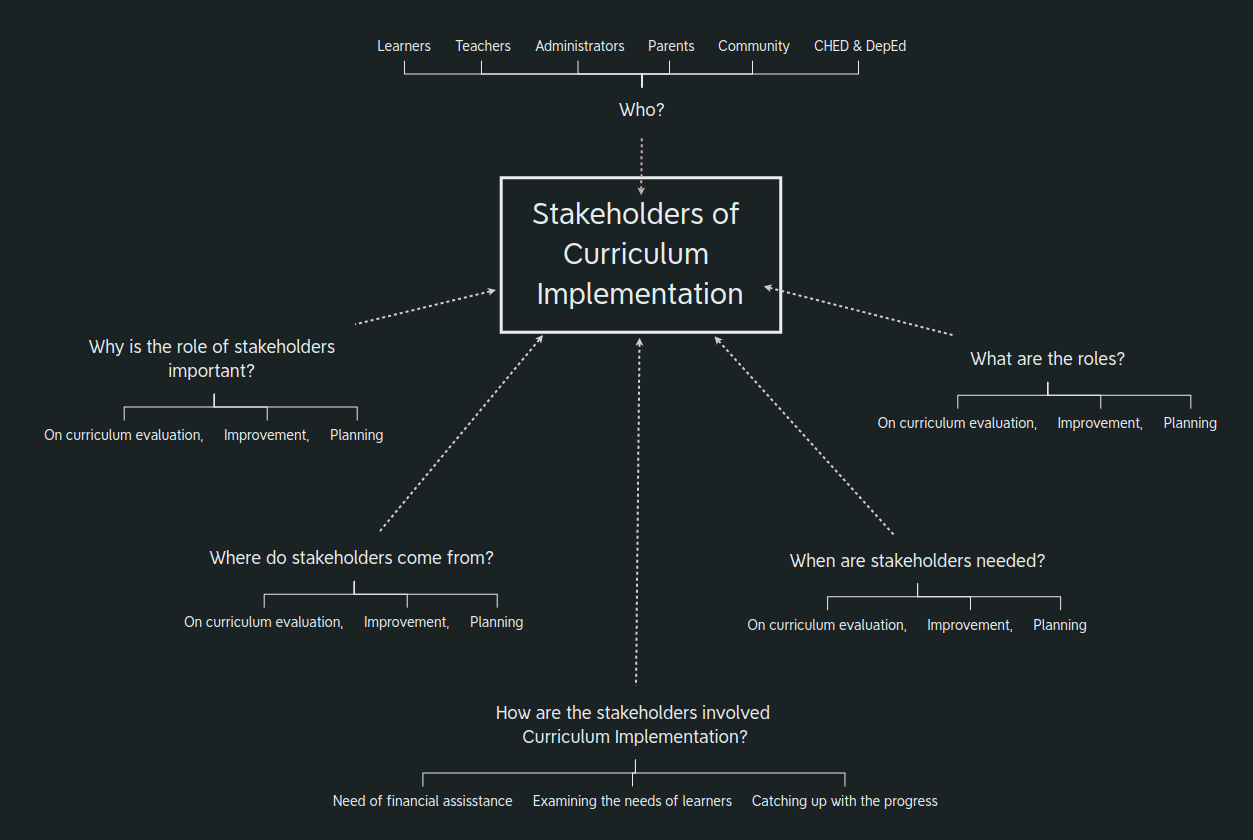 Learners Teachers Administrators Parents Community CHED & DepEd
Who?
Stakeholders of
Curriculum
Implementation
Why is the role of stakeholders
important?
On curriculum evaluation, Improvement, Planning
What are the roles?
On curriculum evaluation, Improvement, Planning
Where do stakeholders come from?
On curriculum evaluation, Improvement, Planning
When are stakeholders needed?
On curriculum evaluation, Improvement, Planning
How are the stakeholders involved
Curriculum Implementation?
Need of financial assisstance Examining the needs of learners Catching up with the progress